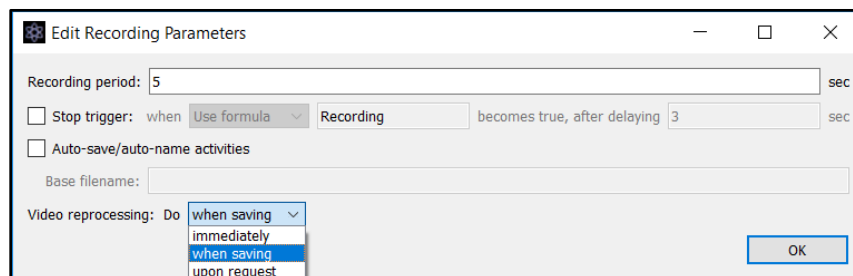 Edit Recording Parameters
Recording period: 5 sec
Stop trigger: when Use formula Recording becomes true, after delaying 3 sec
Auto-save/auto-name activities
Base filename:
Video reprocessing: Do when saving
immediately
when saving
upon request
OK